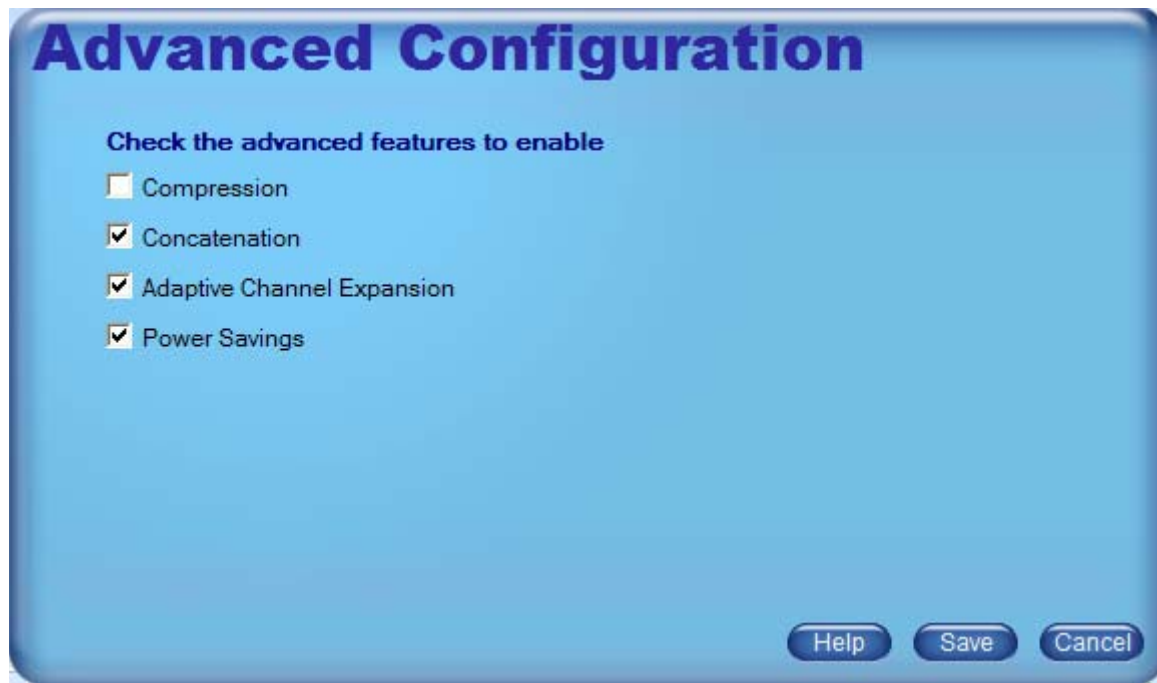 Advanced Configuration
Check the advanced features to enable
Compression
Concatenation
Adaptive Channel Expansion
Power Savings
Help Save Cancel